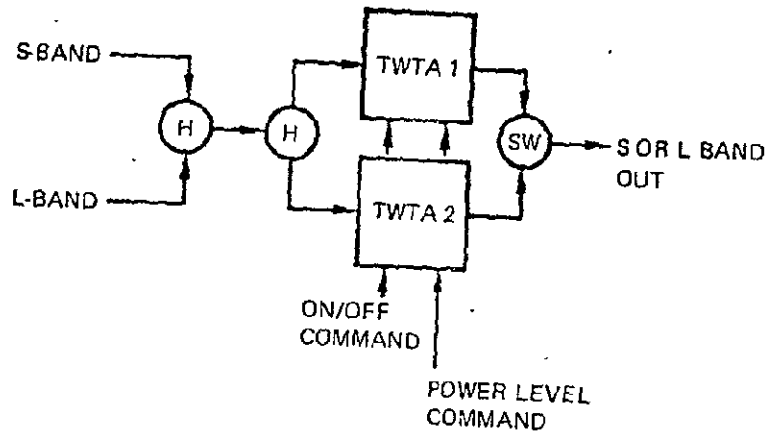 S-BAND
TWTA 1
H
H
SW
S OR L BAND
OUT
L-BAND
TWTA 2
ON/OFF
COMMAND
POWER LEVEL
COMMAND